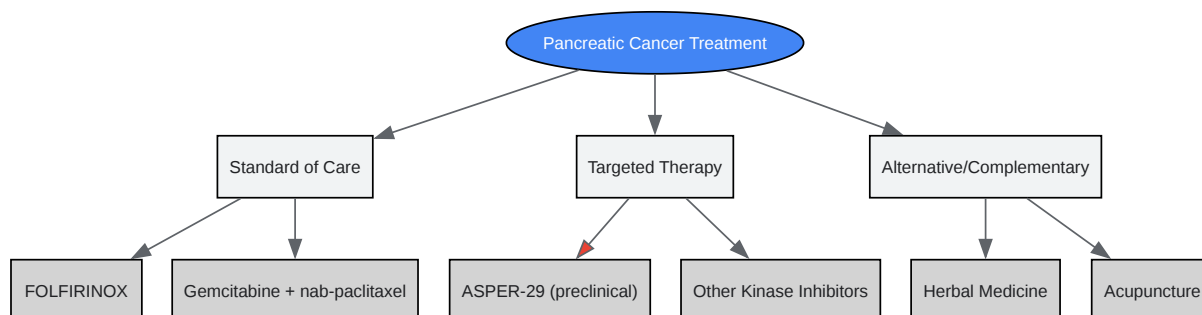 Pancreatic Cancer Treatment
Standard of Care
Targeted Therapy
Alternative/Complementary
FOLFIRINOX
Gemcitabine + nab-paclitaxel
ASPER-29 (preclinical)
Other Kinase Inhibitors
Herbal Medicine
Acupuncture